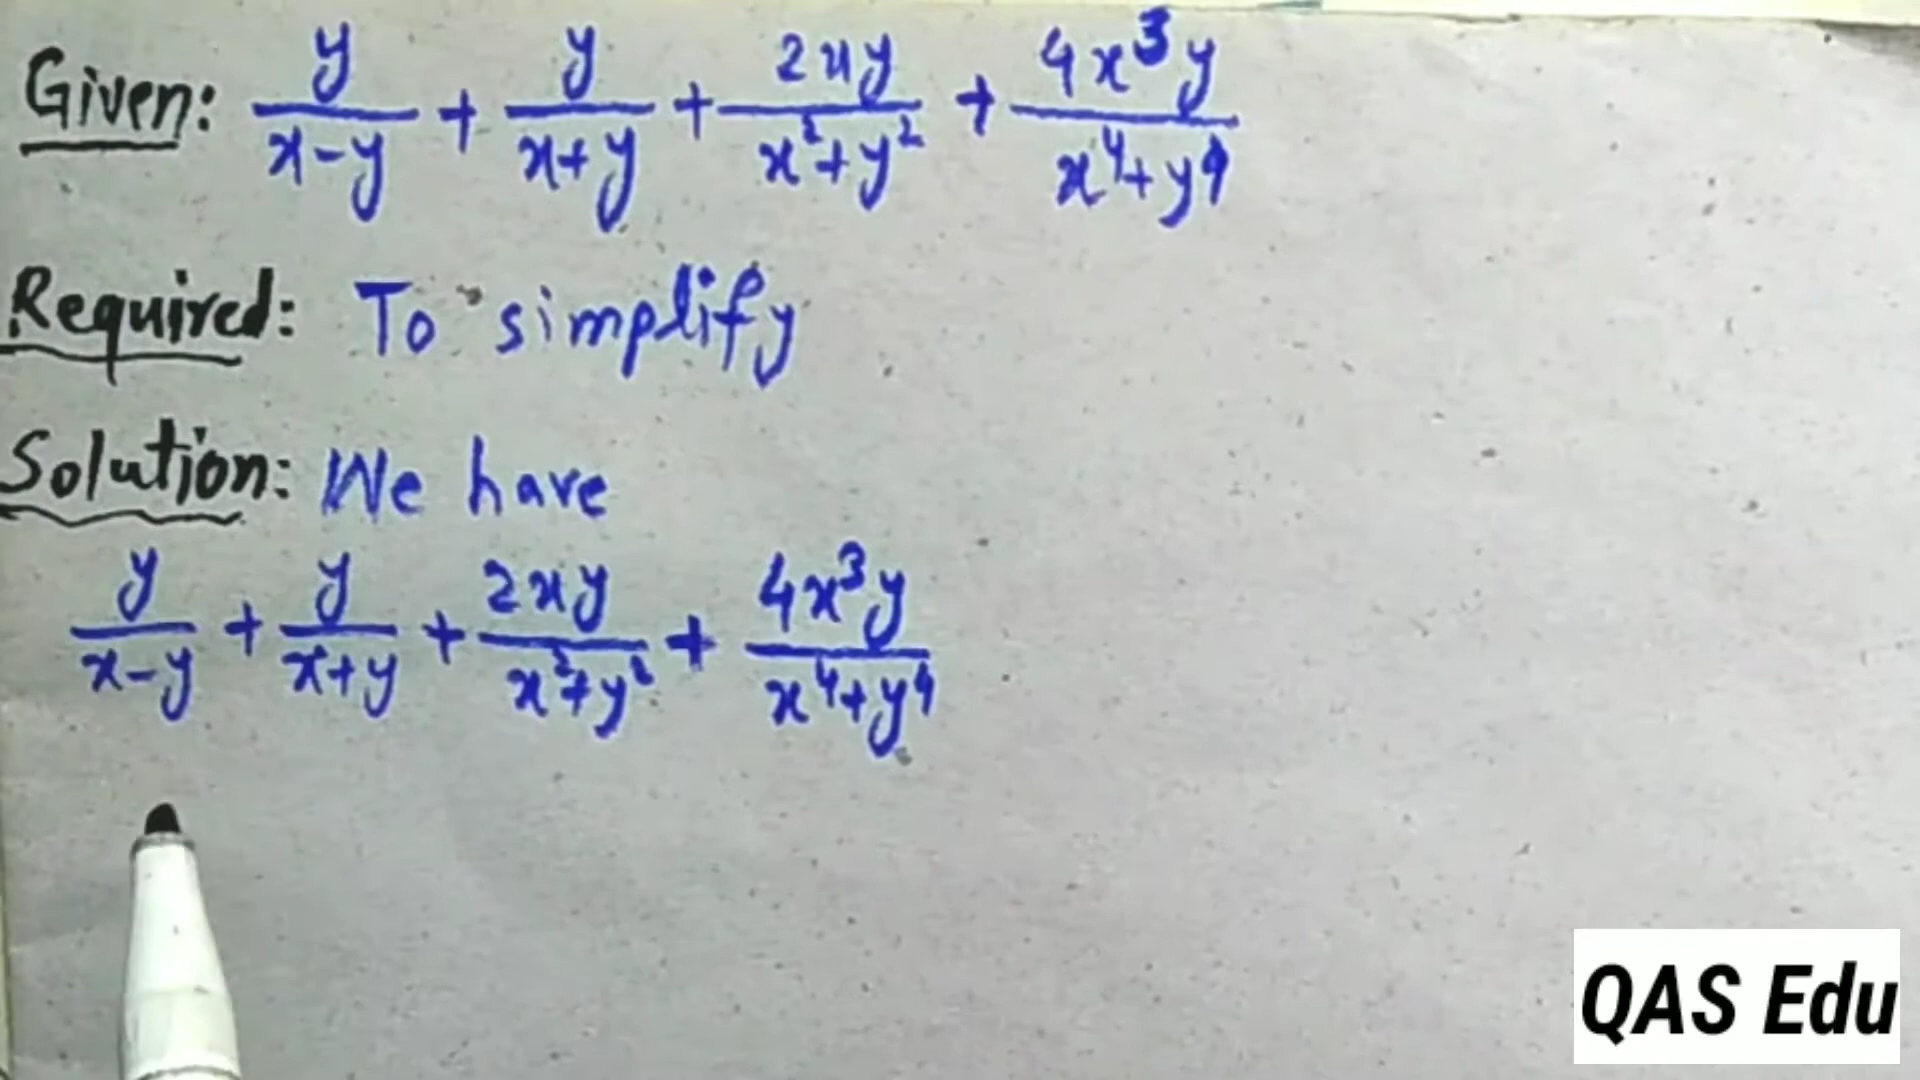 Given: y/(x-y) + y/(x+y) + 2xy/(x²+y²) + 4x³y/(x⁴+y⁴)
Required: To simplify
Solution: We have
y/(x-y) + y/(x+y) + 2xy/(x²+y²) + 4x³y/(x⁴+y⁴)
QAS Edu